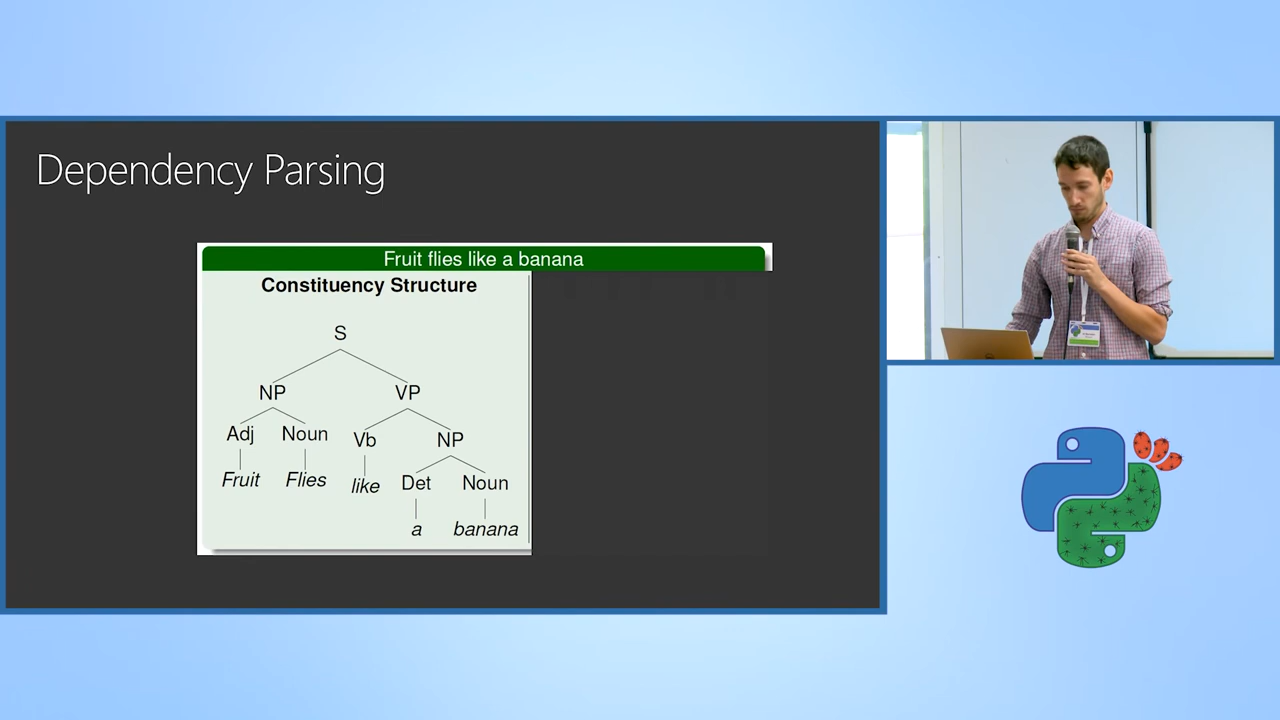 Dependency Parsing
Fruit flies like a banana
Constituency Structure
S
NP VP
Adj Noun Vb NP
Fruit Flies like Det Noun
a banana